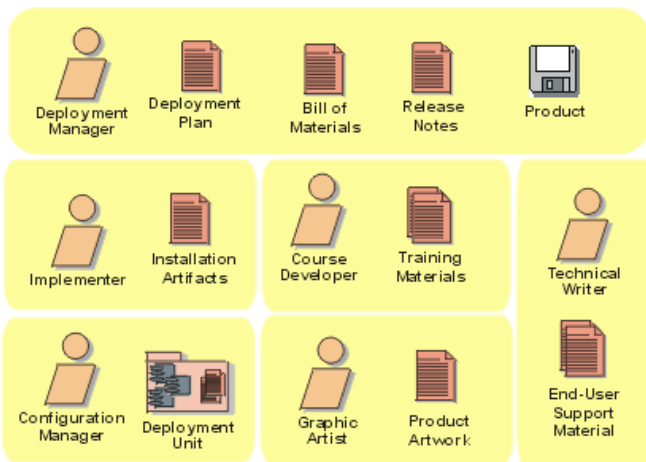 Deployment
Manager
Deployment
Plan
Bill of
Materials
Release
Notes
Product
Implementer
Installation
Artifacts
Course
Developer
Training
Materials
Technical
Writer
Configuration
Manager
Deployment
Unit
Graphic
Artist
Product
Artwork
End-User
Support
Material